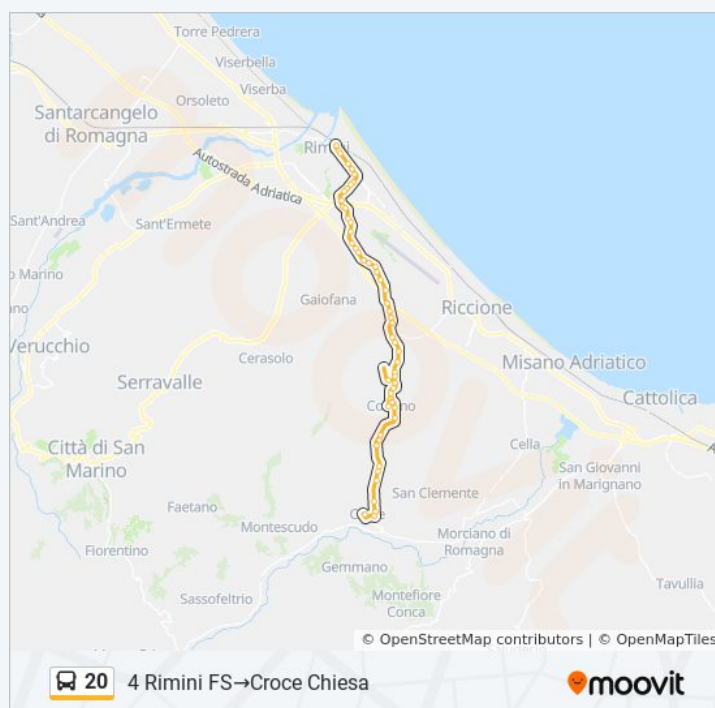 Torre Pedrera
Viserbella
Viserba
Orsoleto
Santarcangelo
di Romagna
Rimini
Autostrada Adriatica
Sant'Andrea
Sant'Ermete
Marino
Gaiofana
Riccione
Verucchio
Cerasolo
Misano Adriatico
Serravalle
Cattolica
Città di San
Marino
Cella
San Giovanni
in Marignano
San Clemente
Faetano
Montescudo
Morciano di
Romagna
Fiorentino
Gemmano
Sassofeltrio
Montefiore
Conca
Tavullia
© OpenStreetMap contributors | © OpenMapTiles
20
4 Rimini FS→Croce Chiesa
moovit